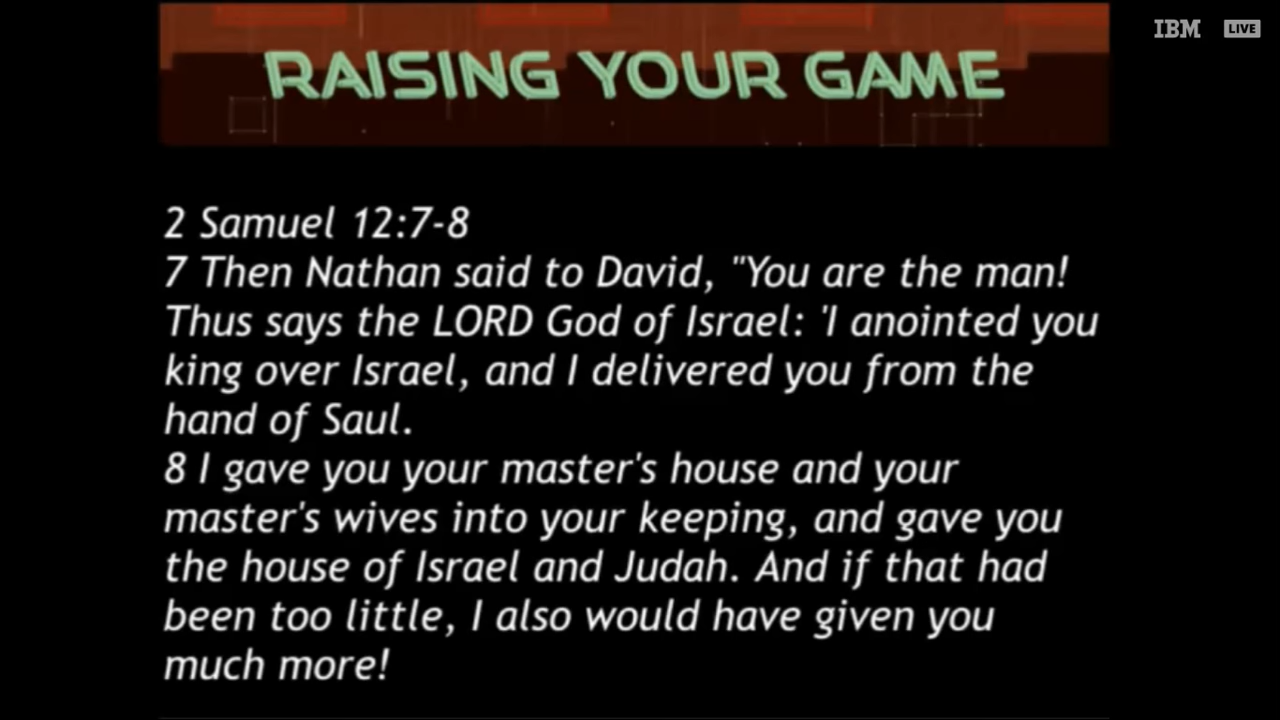 IBM LIVE
RAISING YOUR GAME
2 Samuel 12:7-8
7 Then Nathan said to David, "You are the man!
Thus says the LORD God of Israel: 'I anointed you
king over Israel, and I delivered you from the
hand of Saul.
8 I gave you your master's house and your
master's wives into your keeping, and gave you
the house of Israel and Judah. And if that had
been too little, I also would have given you
much more!